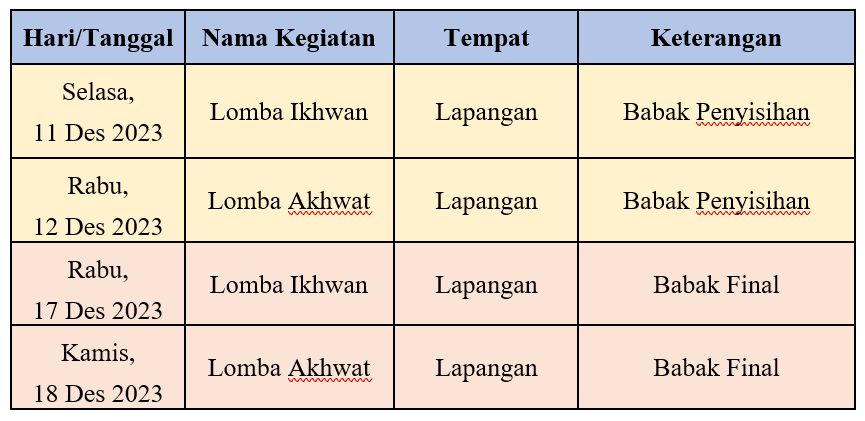 Hari/Tanggal Nama Kegiatan Tempat Keterangan
Selasa,
11 Des 2023 Lomba Ikhwan Lapangan Babak Penyisihan
Rabu,
12 Des 2023 Lomba Akhwat Lapangan Babak Penyisihan
Rabu,
17 Des 2023 Lomba Ikhwan Lapangan Babak Final
Kamis,
18 Des 2023 Lomba Akhwat Lapangan Babak Final